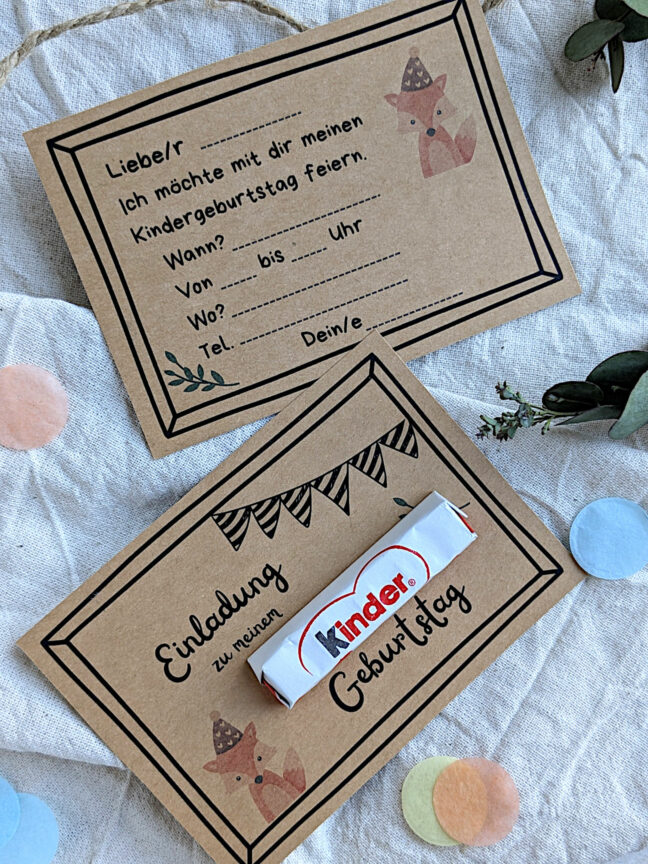 Liebe/r
Ich möchte mit dir meinen
Kindergeburtstag feiern.
Wann?
Von bis Uhr
Wo?
Tel. Dein/e
Einladung
zu meinem
kinder®
Geburtstag